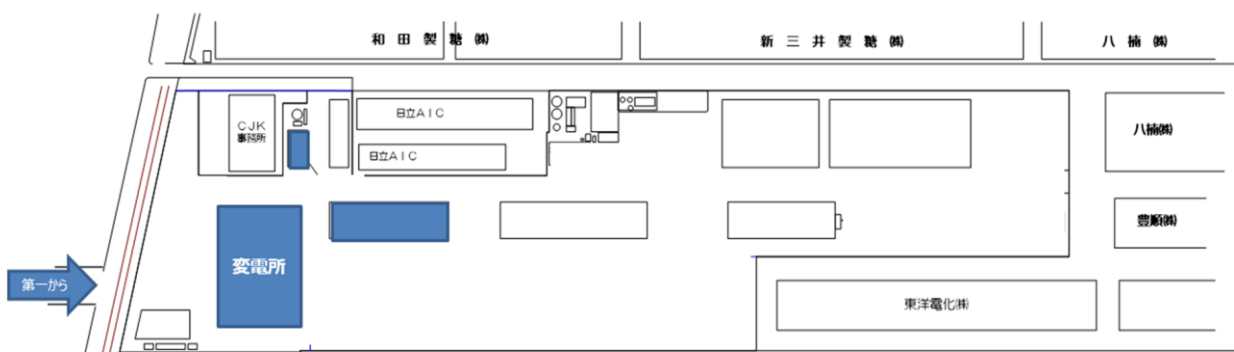 和田製糖㈱
新三井製糖㈱
八楠㈱
CJK
事務所
日立AIC
日立AIC
八楠㈱
豊順㈱
変電所
第一から
東洋電化㈱